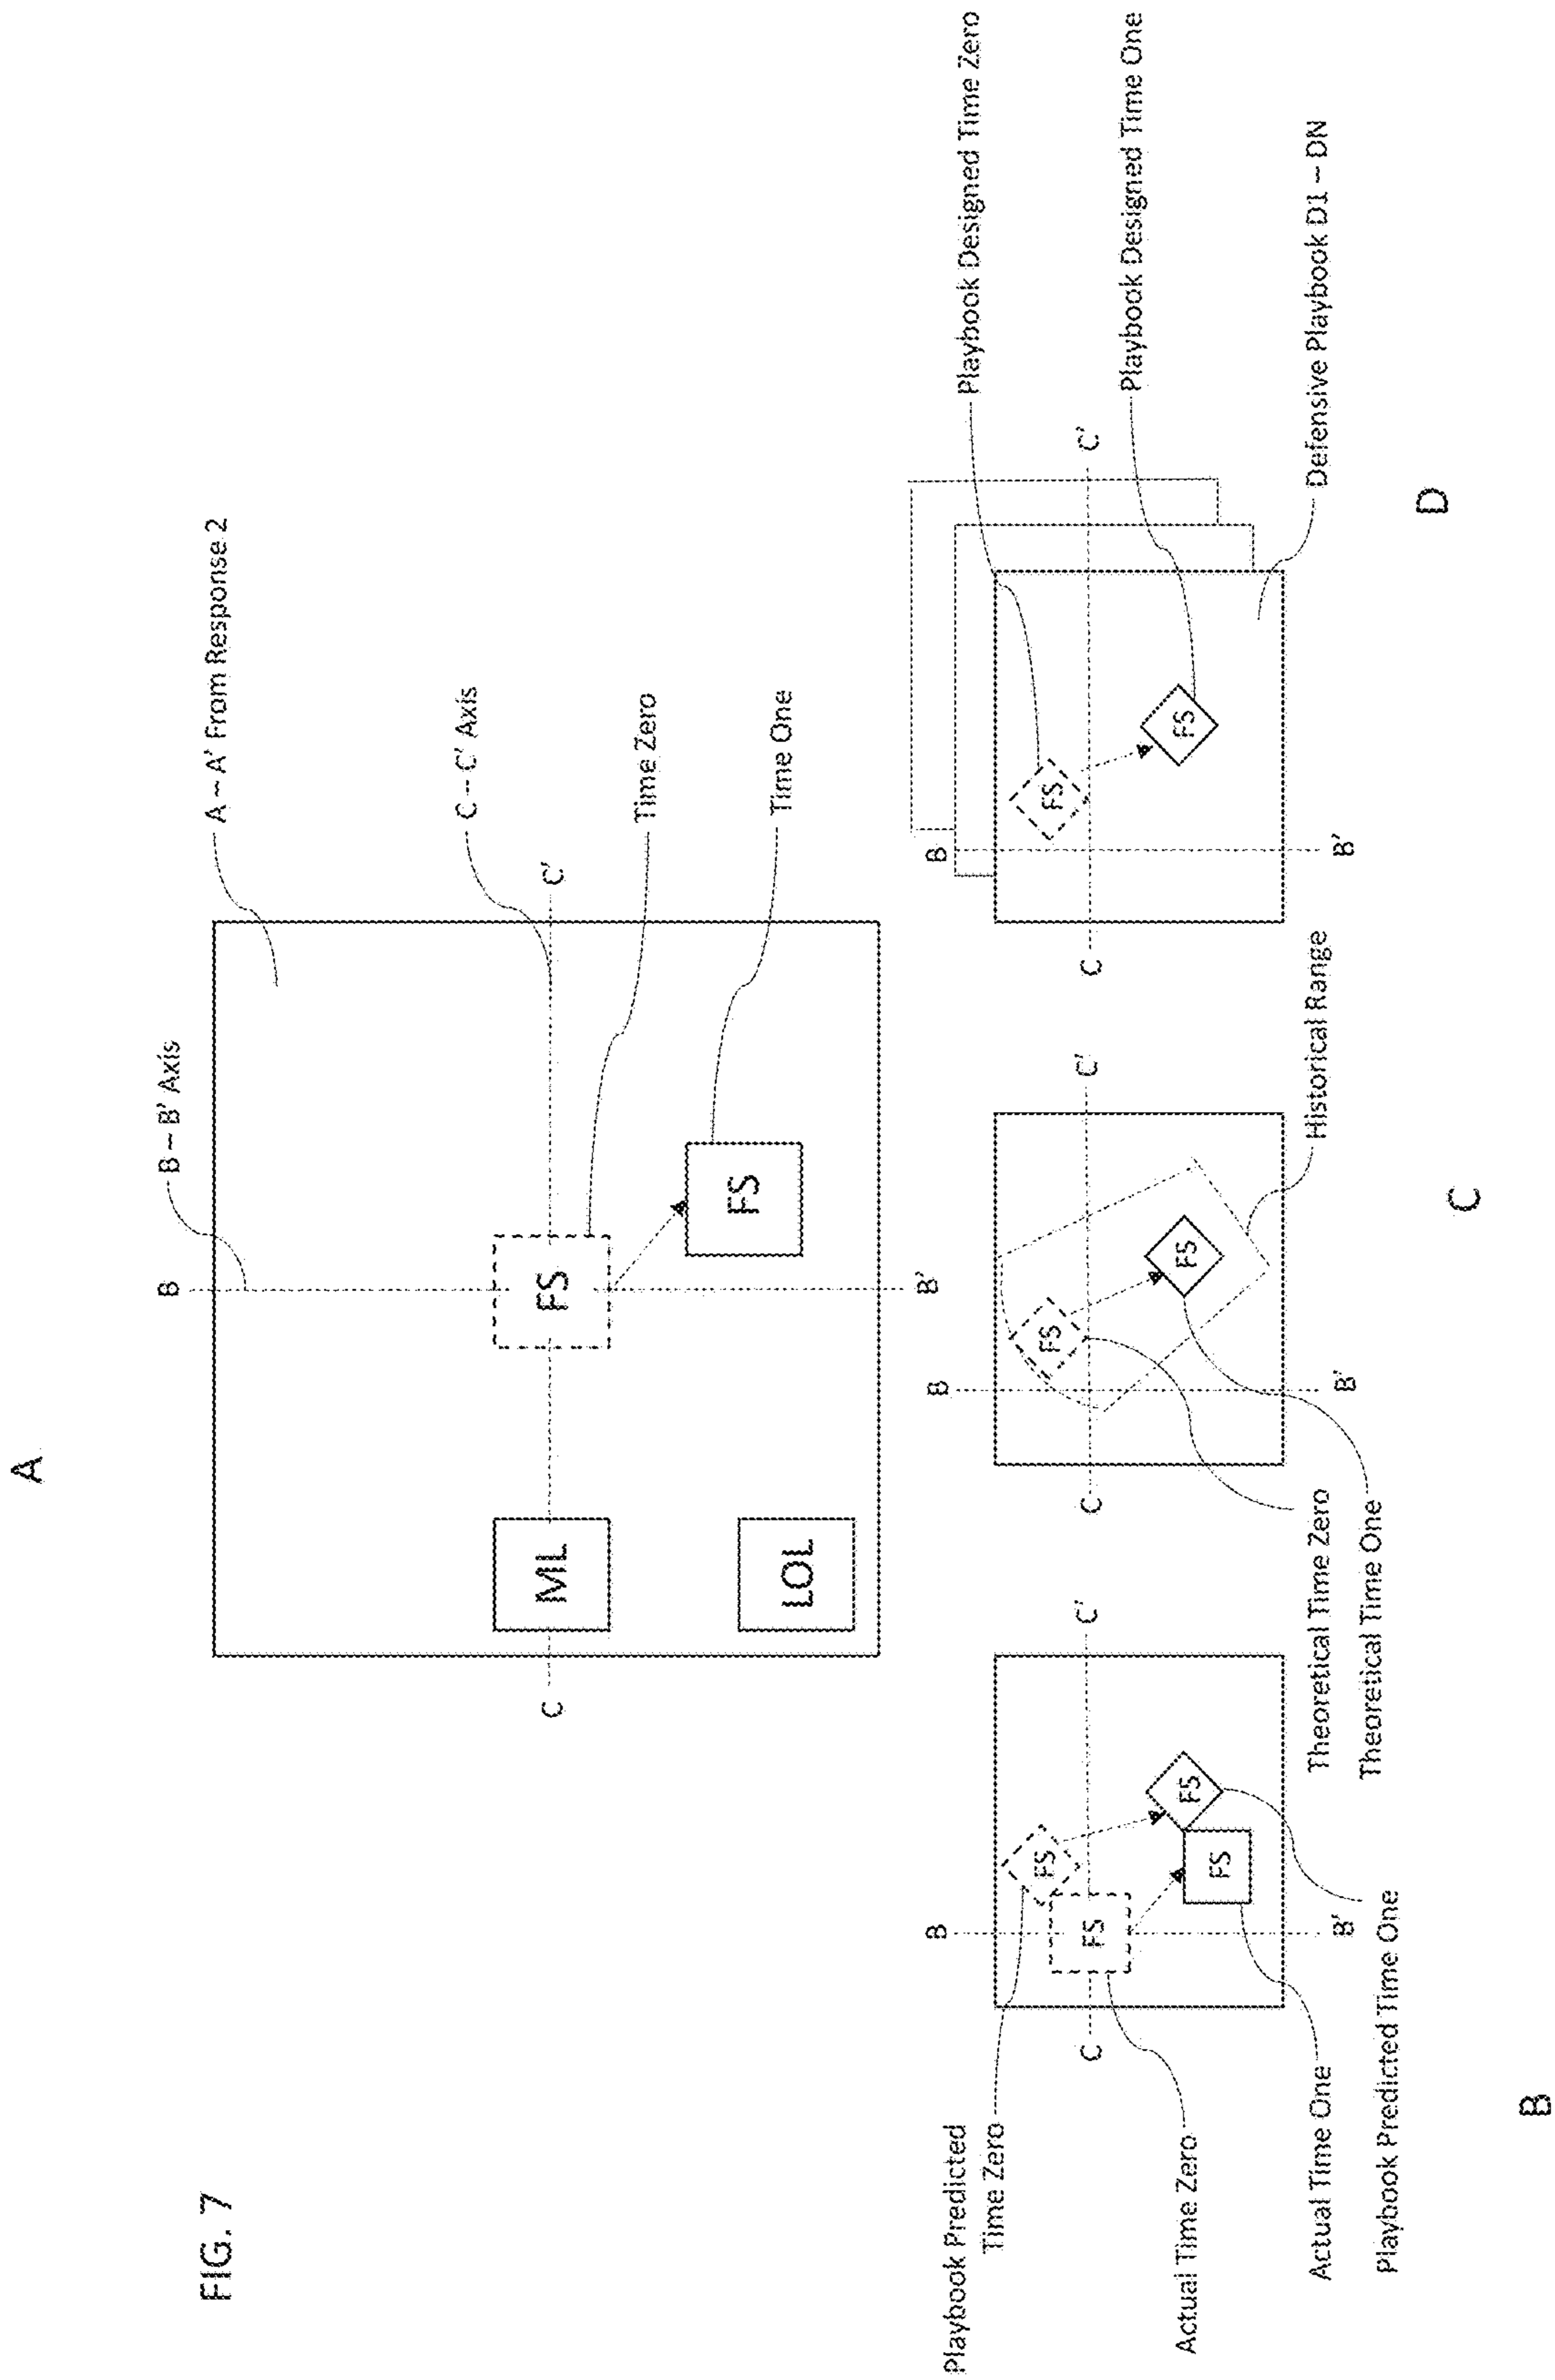 FIG. 7
A
B – B' Axis
A – A' From Response 2
B
C – C' Axis
C
ML
FS
C'
Time Zero
FS
Time One
LOL
B'
Playbook Predicted
Time Zero
B
FS
C
FS
C'
Actual Time Zero
FS
FS
B'
Actual Time One
Playbook Predicted Time One
B
B
FS
C
C'
FS
Historical Range
B'
Theoretical Time Zero
Theoretical Time One
C
Playbook Designed Time Zero
B
FS
C
C'
Playbook Designed Time One
FS
B'
Defensive Playbook D1 – DN
D